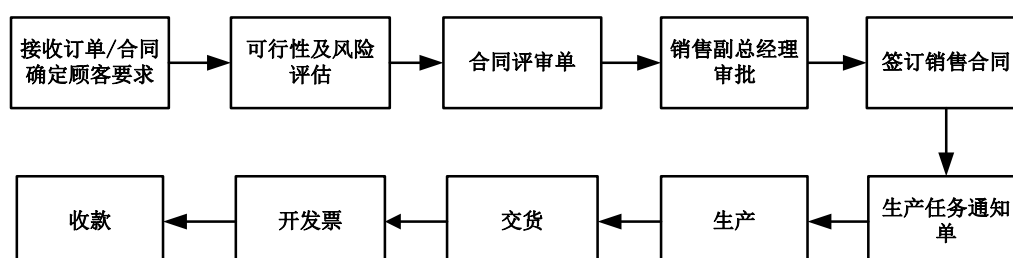 接收订单/合同
确定顾客要求
可行性及风险
评估
合同评审单
销售副总经理
审批
签订销售合同
生产任务通知
单
生产
交货
开发票
收款